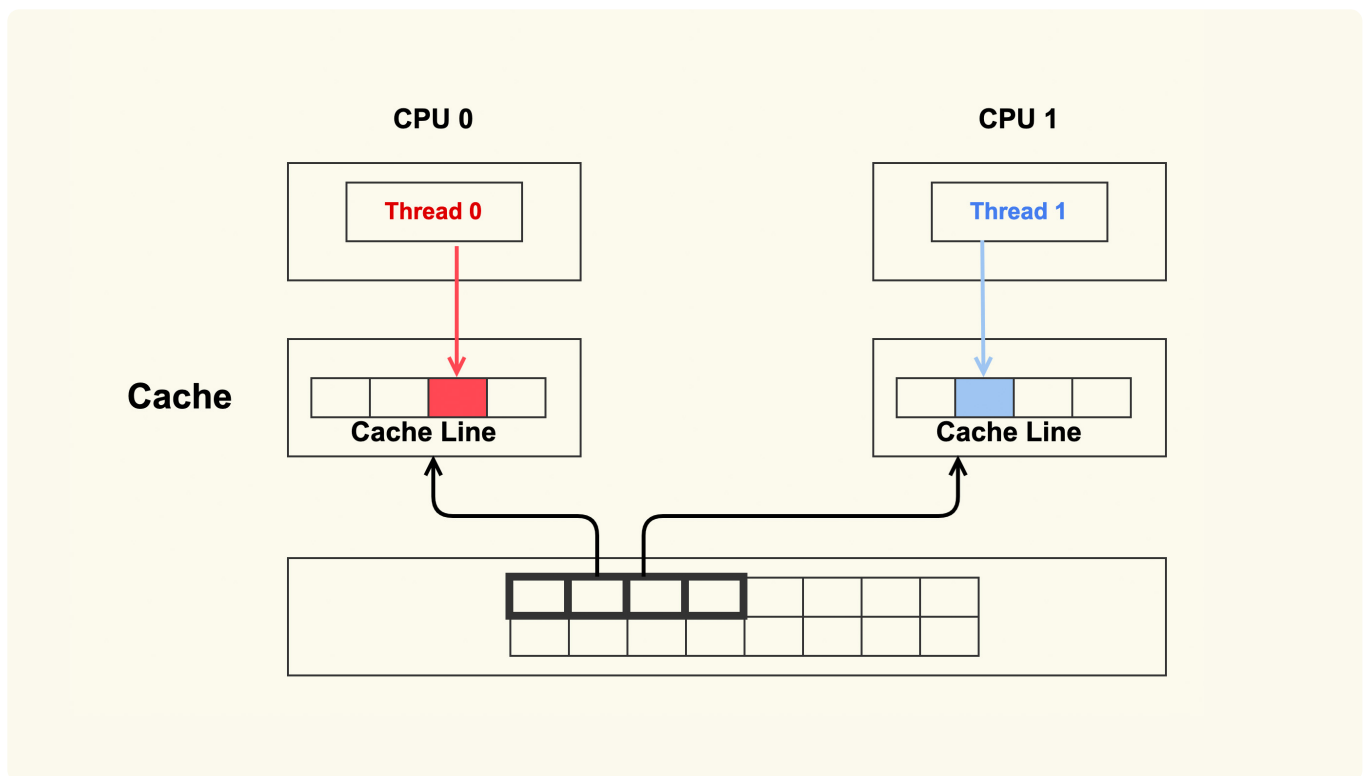 CPU 0
CPU 1
Thread 0
Thread 1
Cache
Cache Line
Cache Line